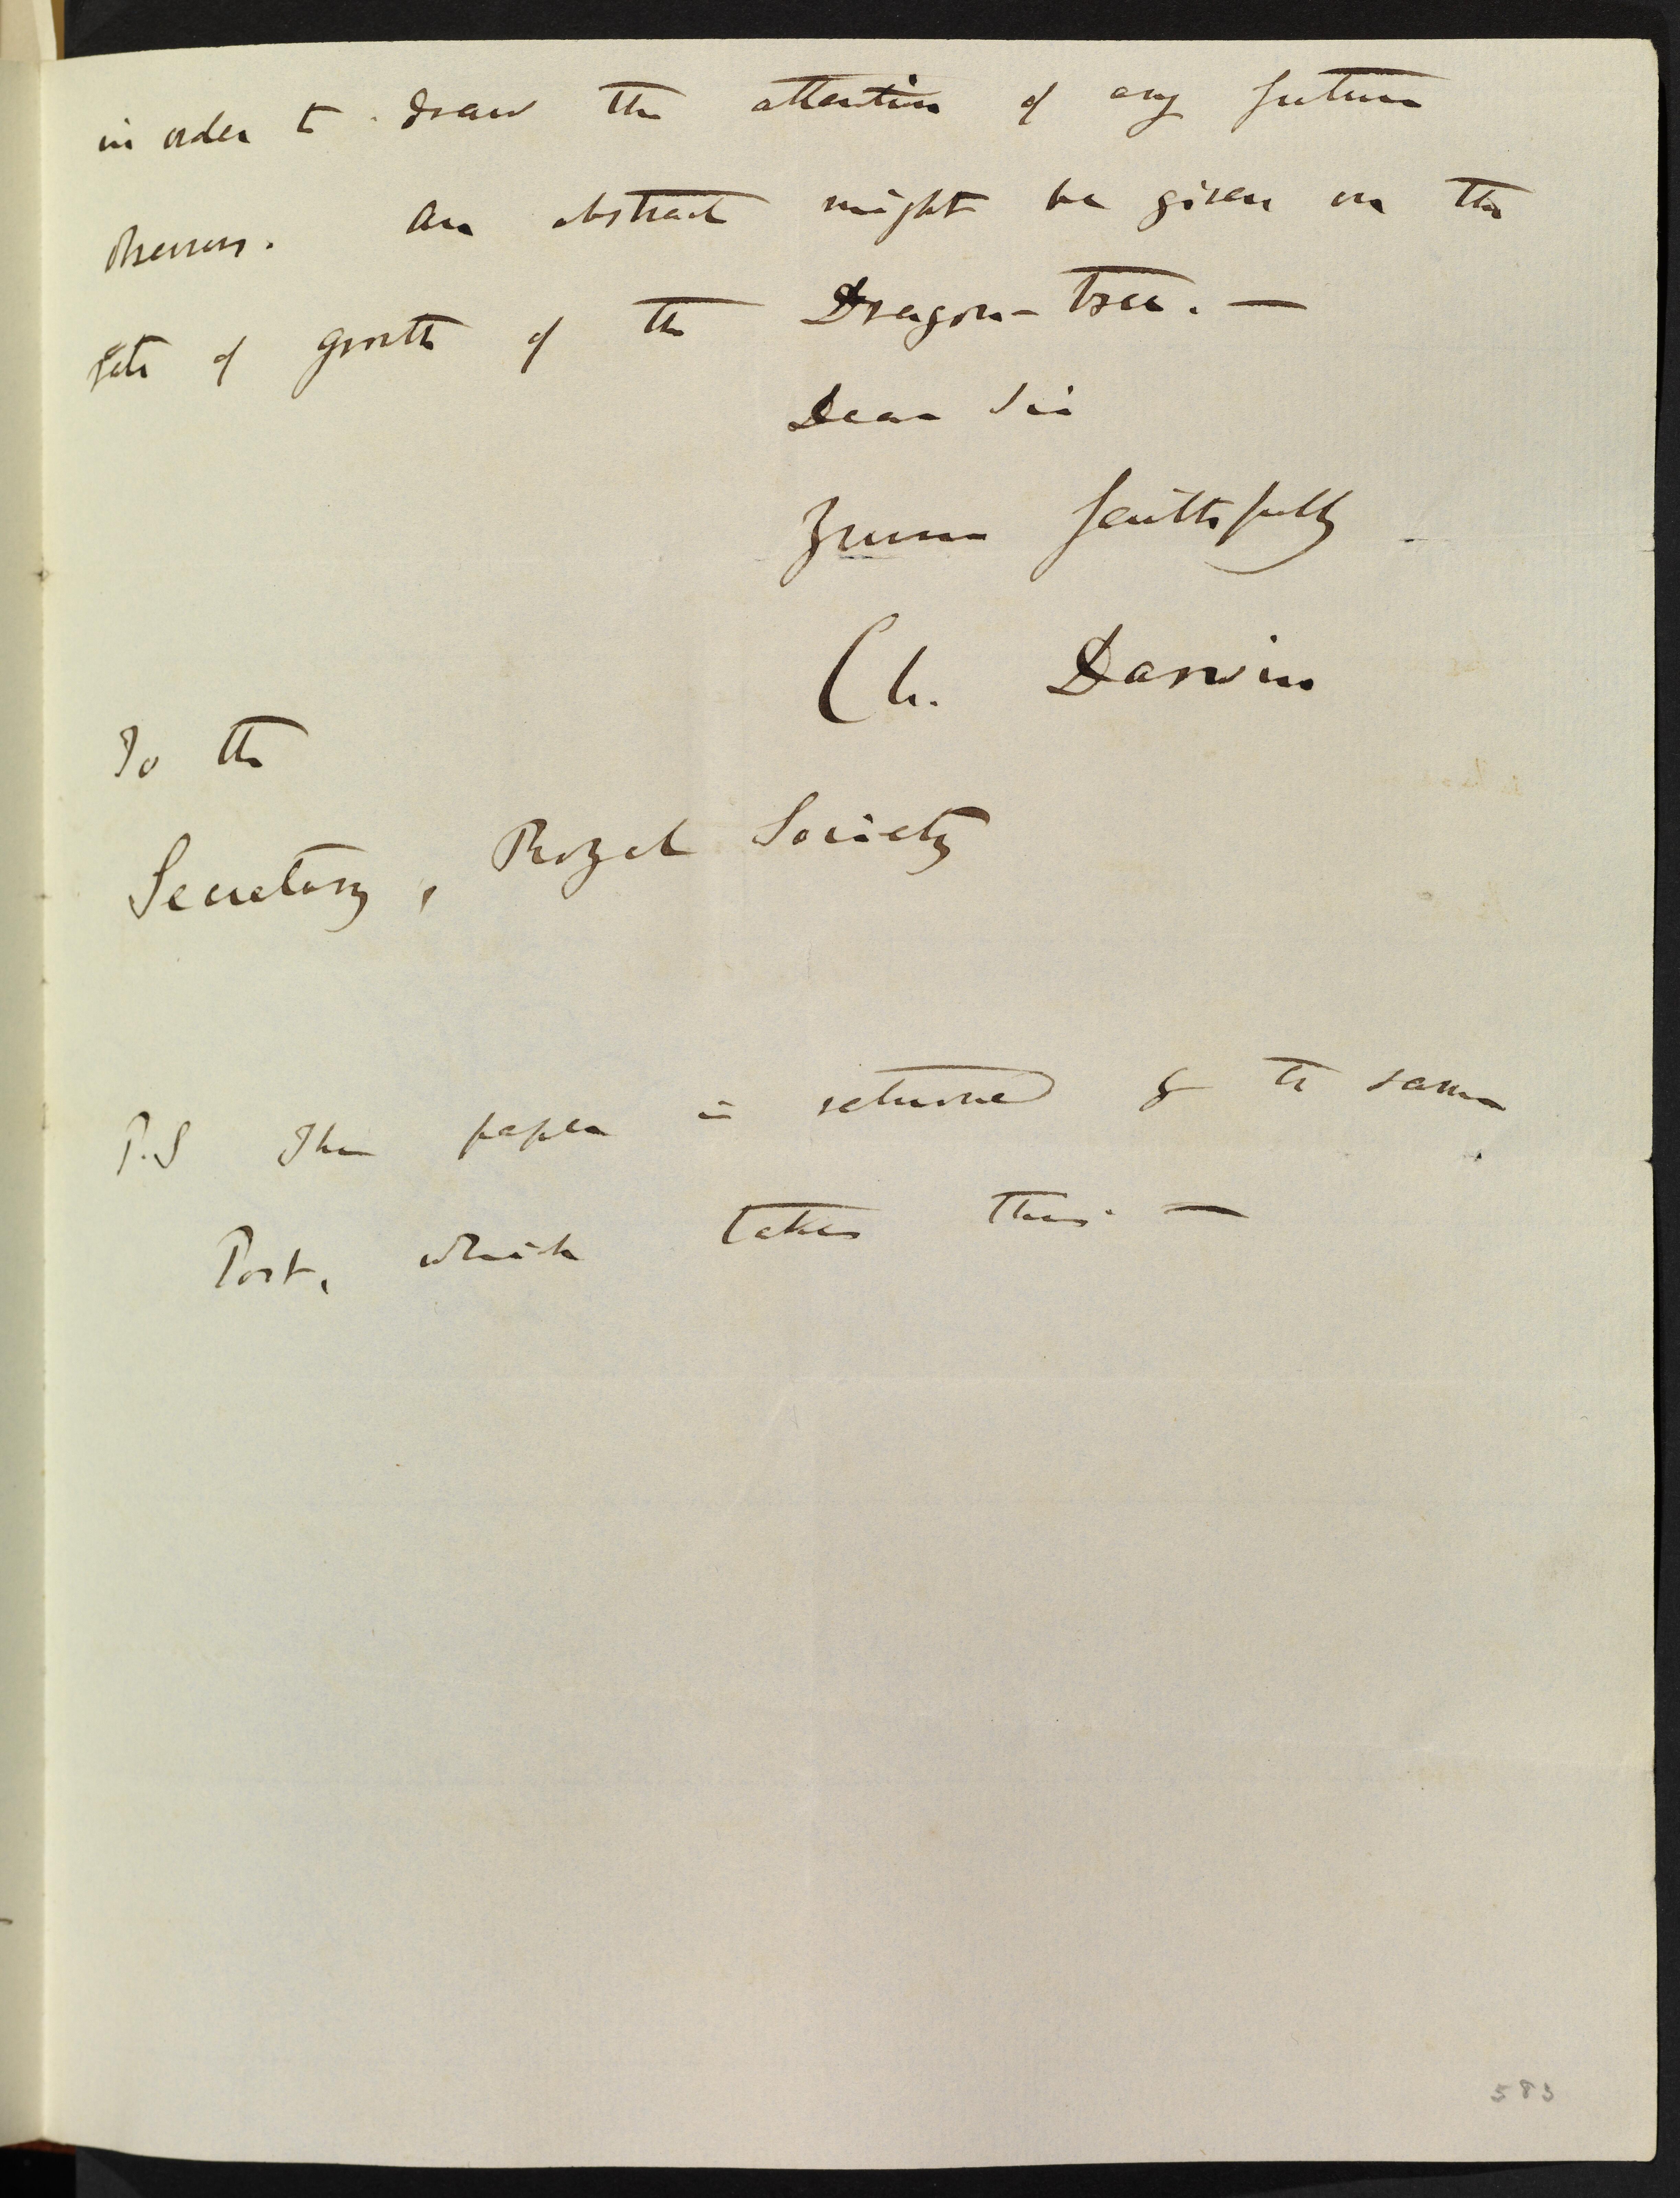 in order to draw the attention of any future
observers. An abstract might be given on the
rate of growth of the Dragon-tree. —
Dear Sir
Yours faithfully
Ch. Darwin
To the
Secretary, Royal Society
P.S The paper is returned by the same
Post, which takes this. —
583